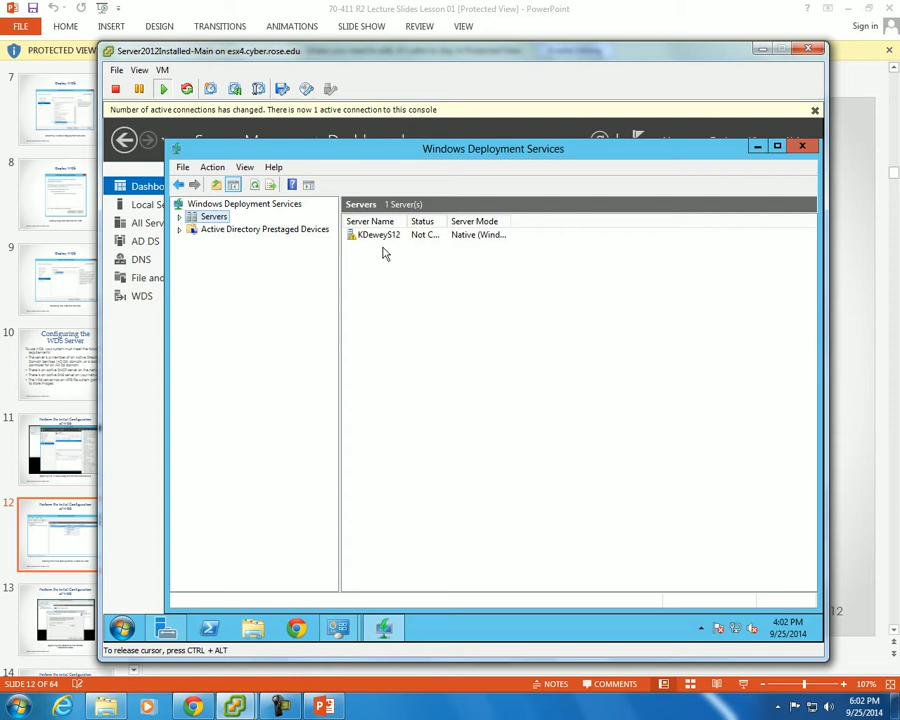 70-411 R2 Lecture Slides Lesson 01 [Protected View] - PowerPoint
FILE HOME INSERT DESIGN TRANSITIONS ANIMATIONS SLIDE SHOW REVIEW VIEW Sign in
PROTECTED VIEW
Server2012Installed-Main on esx4.cyber.rose.edu
File View VM
Number of active connections has changed. There is now 1 active connection to this console
Windows Deployment Services
File Action View Help
Dashbo
Local Se
All Serv
AD DS
DNS
File and
WDS
Windows Deployment Services
Servers
Active Directory Prestaged Devices
Servers 1 Server(s)
Server Name Status Server Mode
KDeweyS12 Not C... Native (Wind...
7
8
9
10
Configuring the
WDS Server
11
12
13
14
12
4:02 PM
9/25/2014
To release cursor, press CTRL + ALT
SLIDE 12 OF 64
NOTES COMMENTS 107%
6:02 PM
9/25/2014